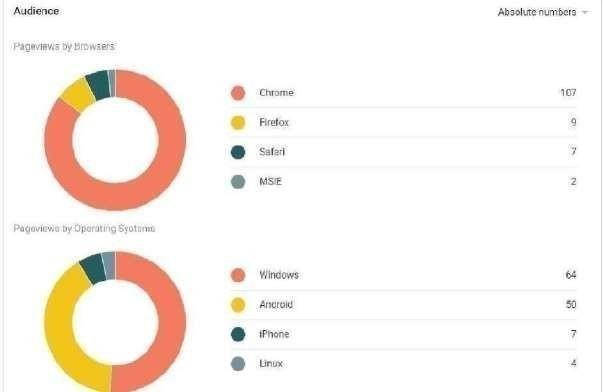 Audience Absolute numbers
Pageviews by Browsers
Chrome 107
Firefox 9
Safari 7
MSIE 2
Pageviews by Operating Systems
Windows 64
Android 50
iPhone 7
Linux 4